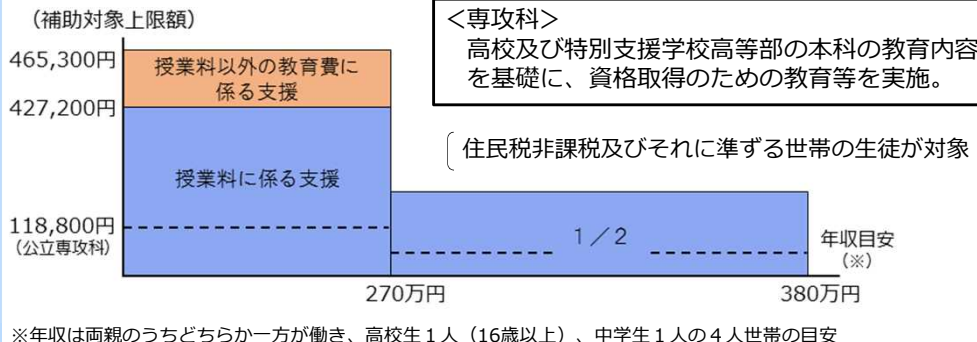 （補助対象上限額）
465,300円
427,200円
118,800円
（公立専攻科）
授業料以外の教育費に
係る支援
授業料に係る支援
1／2
270万円
380万円
年収目安
（※）
＜専攻科＞
高校及び特別支援学校高等部の本科の教育内容
を基礎に、資格取得のための教育等を実施。
住民税非課税及びそれに準ずる世帯の生徒が対象
※年収は両親のうちどちらか一方が働き、高校生１人（16歳以上）、中学生１人の４人世帯の目安